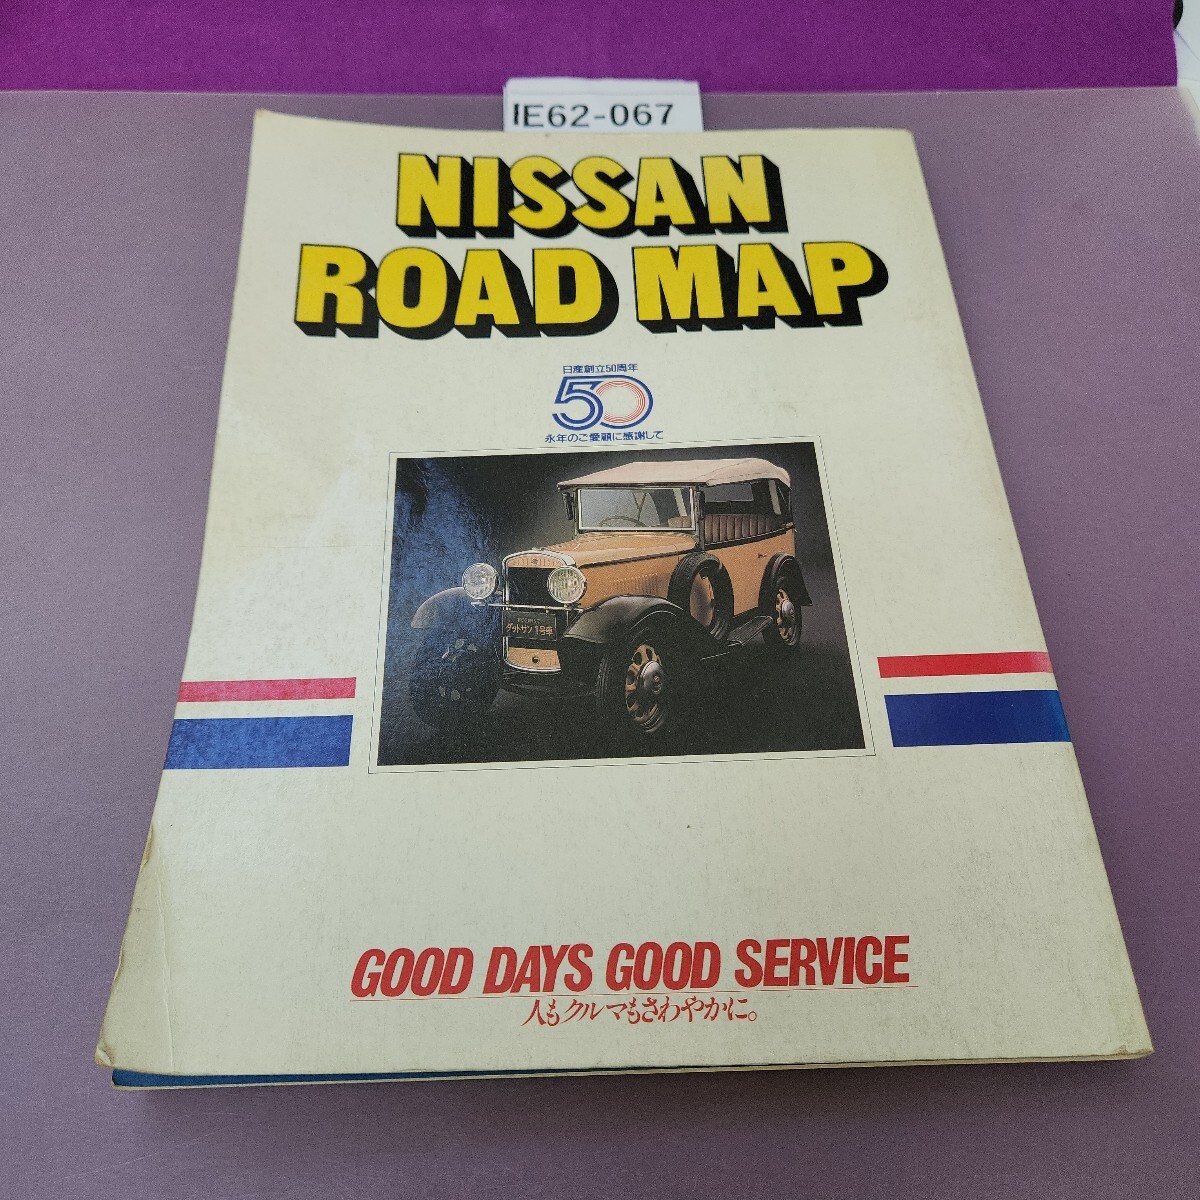 IE62-067
NISSAN
ROAD MAP
日産創立50周年
50
永年のご愛顧に感謝して
ダットサン1号車
GOOD DAYS GOOD SERVICE
人もクルマもさわやかに。